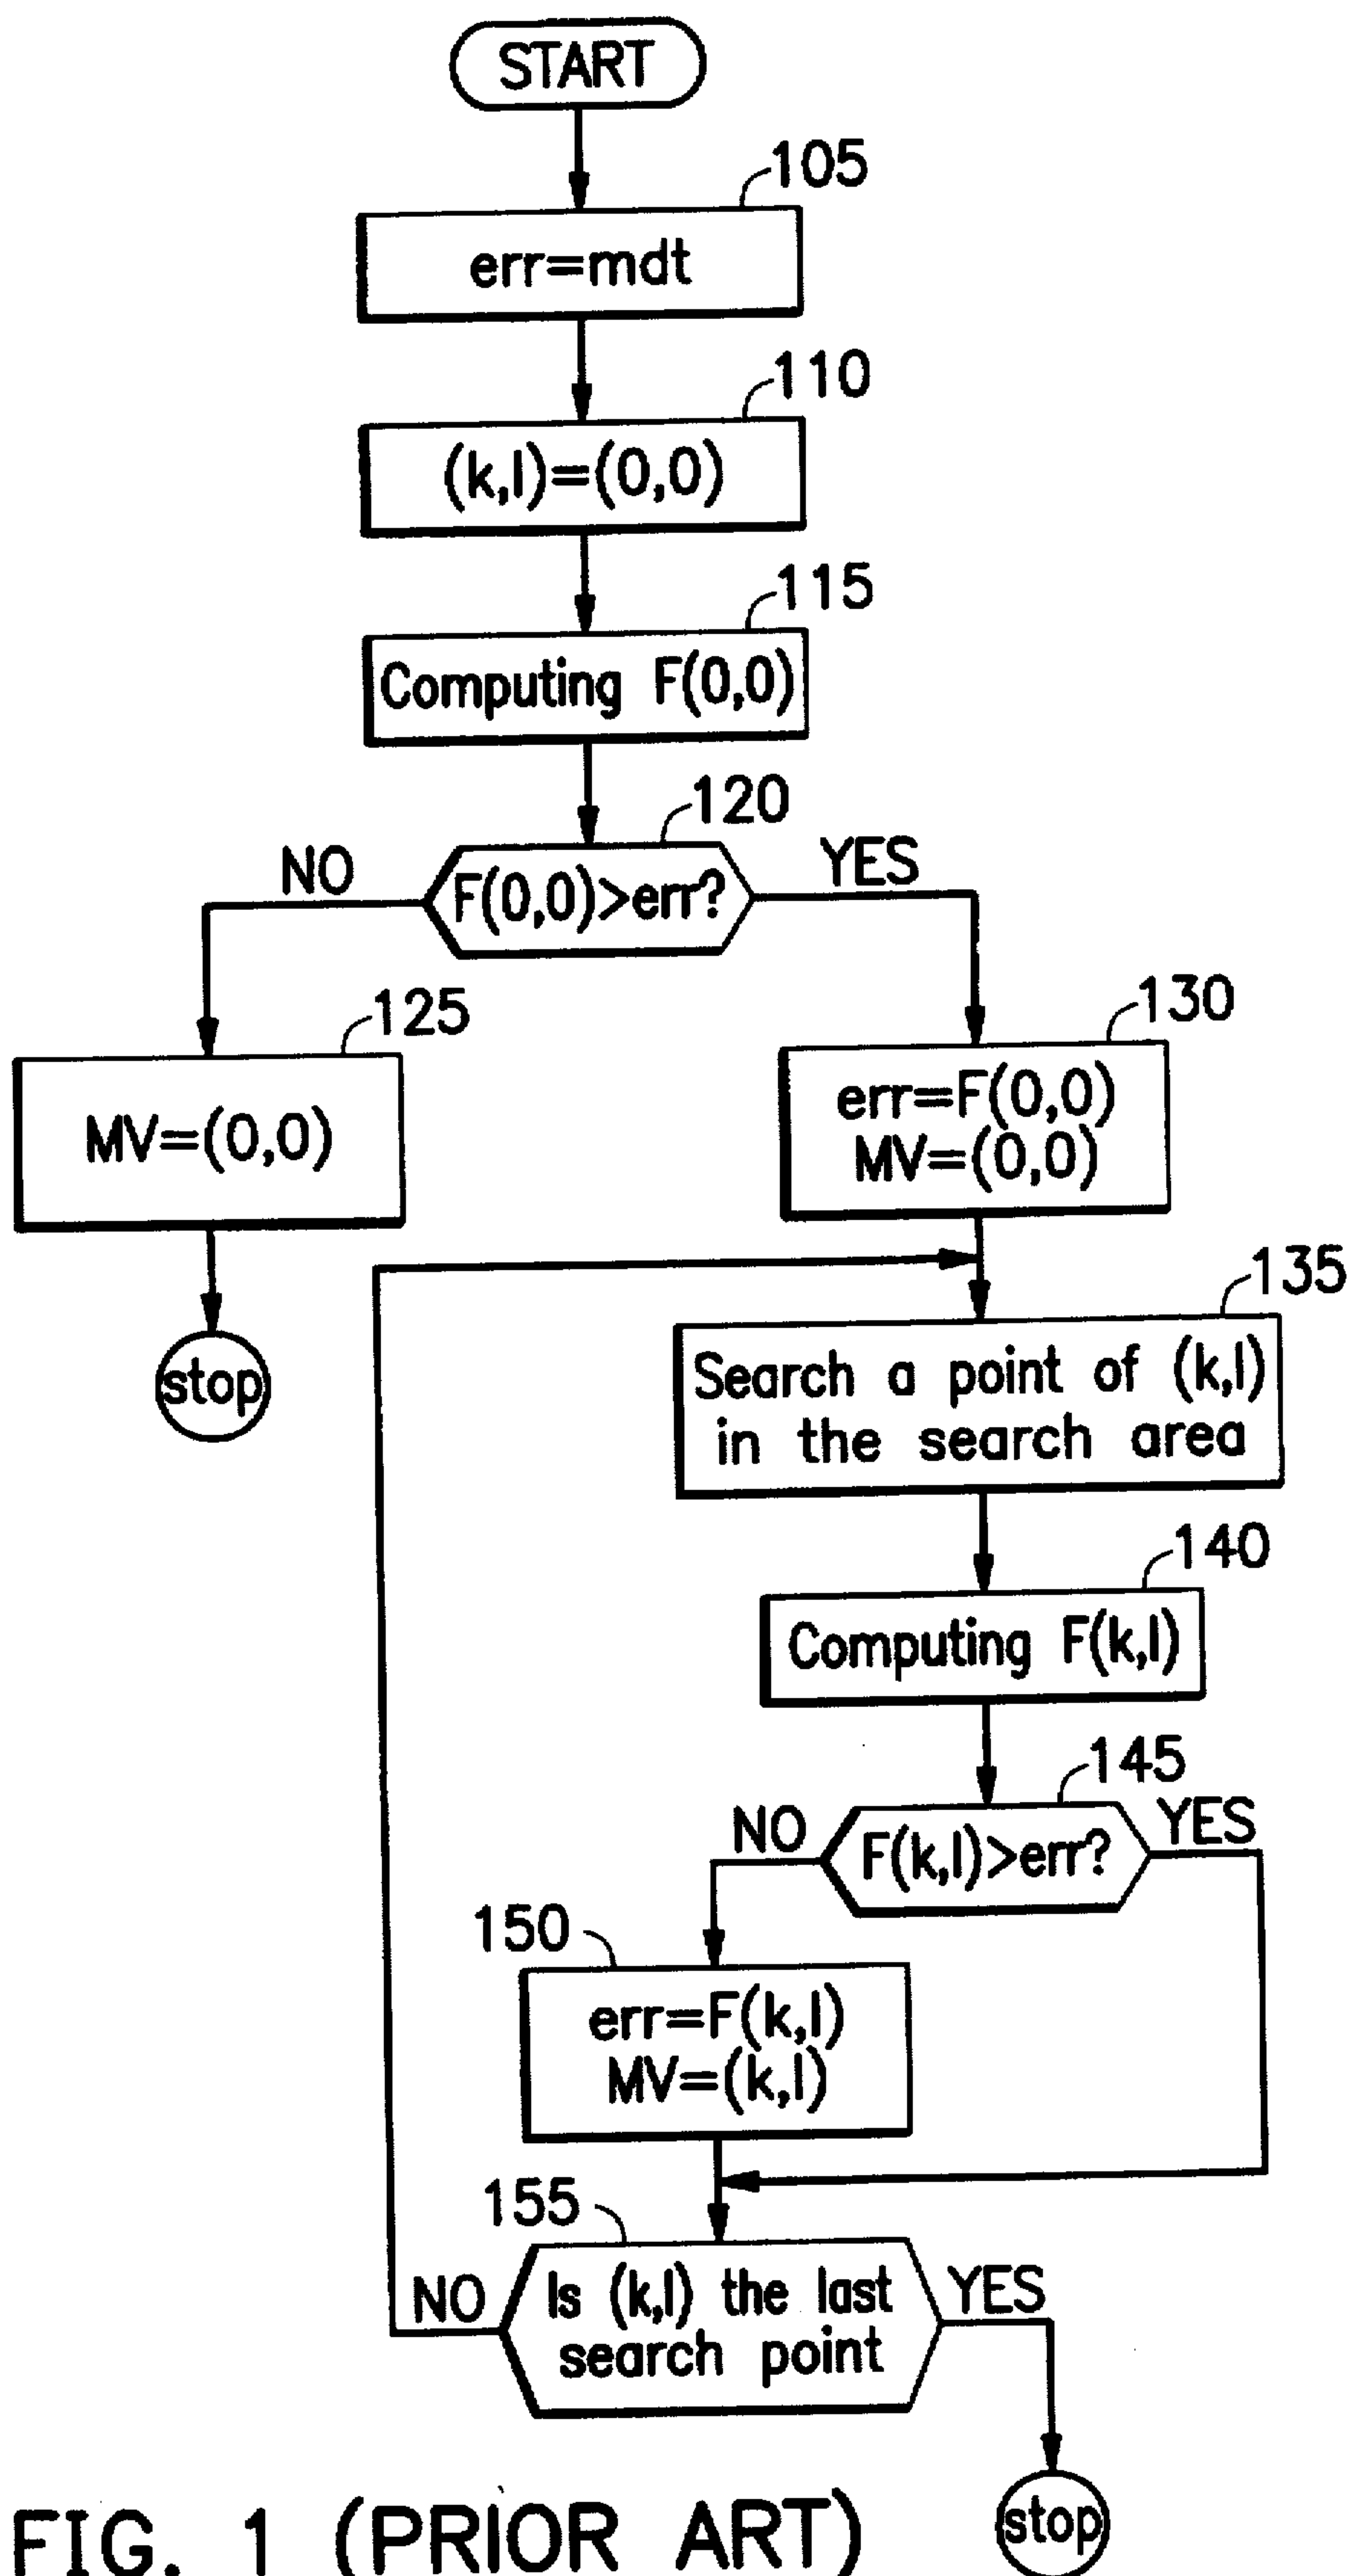 START
105
err=mdt
110
(k,l)=(0,0)
115
Computing F(0,0)
120
NO
F(0,0)>err?
YES
125
MV=(0,0)
stop
130
err=F(0,0)
MV=(0,0)
135
Search a point of (k,l)
in the search area
140
Computing F(k,l)
145
NO
F(k,l)>err?
YES
150
err=F(k,l)
MV=(k,l)
155
NO
Is (k,l) the last
search point
YES
stop
FIG. 1 (PRIOR ART)